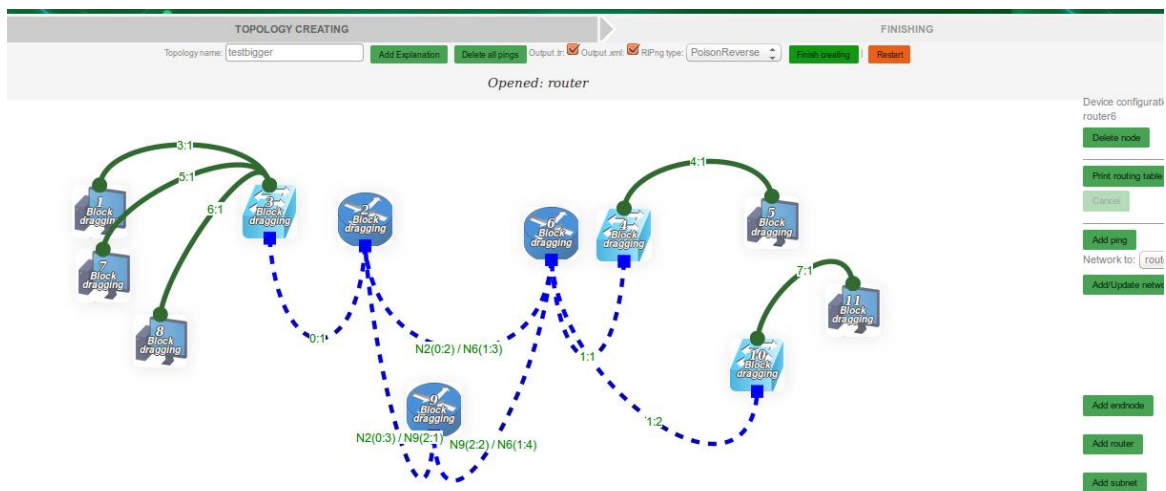 TOPOLOGY CREATING
FINISHING
Topology name: testbigger Add Explanation Delete all pings Output .tr: Output .xml: RIPng type: PoisonReverse Finish creating | Restart
Opened: router
Device configurati
router6
Delete node
Print routing table
Cancel
Add ping
Network to: route
Add/Update netwo
Add endnode
Add router
Add subnet
3:1
5:1
6:1
1
Block
dragging
7
Block
dragging
8
Block
dragging
3
Block
dragging
2
Block
dragging
6
Block
dragging
4
Block
dragging
4:1
5
Block
dragging
7:1
11
Block
dragging
10
Block
dragging
9
Block
dragging
0:1
N2(0:2) / N6(1:3)
1:1
1:2
N2(0:3) / N9(2:1)
N9(2:2) / N6(1:4)